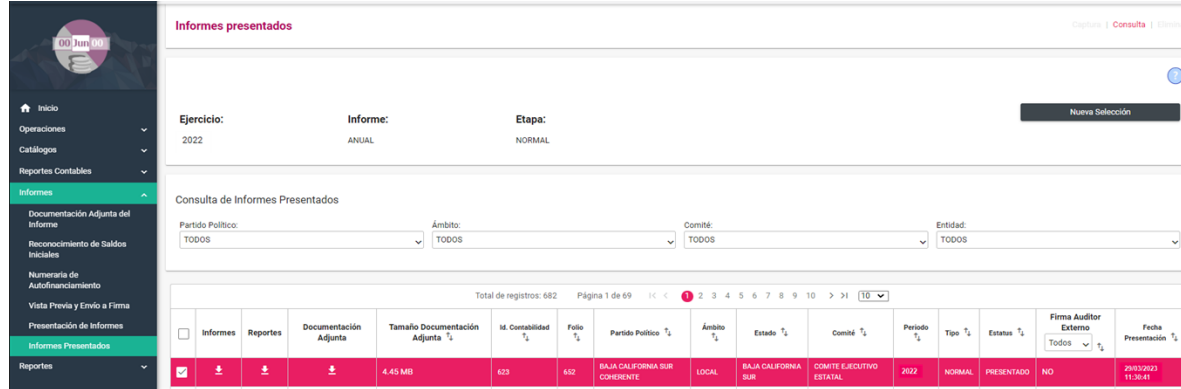 00 Jun 00
Informes presentados
Captura | Consulta |
?
Inicio
Operaciones
Catálogos
Reportes Contables
Informes
Documentación Adjunta del
Informe
Reconocimiento de Saldos
Iniciales
Numeraria de
Autofinanciamiento
Vista Previa y Envío a Firma
Presentación de Informes
Informes Presentados
Reportes
Nueva Selección
Ejercicio: Informe: Etapa:
2022 ANUAL NORMAL
Consulta de Informes Presentados
Partido Político: Ámbito: Comité: Entidad:
TODOS TODOS TODOS TODOS
Total de registros: 682 Página 1 de 69 1 2 3 4 5 6 7 8 9 10 10
Informes Reportes Documentación Adjunta Tamaño Documentación Adjunta Id. Contabilidad Folio Partido Político Ámbito Estado Comité Periodo Tipo Estatus Firma Auditor Externo Todos Fecha Presentación
4.45 MB 623 652 BAJA CALIFORNIA SUR COHERENTE LOCAL BAJA CALIFORNIA SUR COMITE EJECUTIVO ESTATAL 2022 NORMAL PRESENTADO NO 29/03/2023 11:30:41